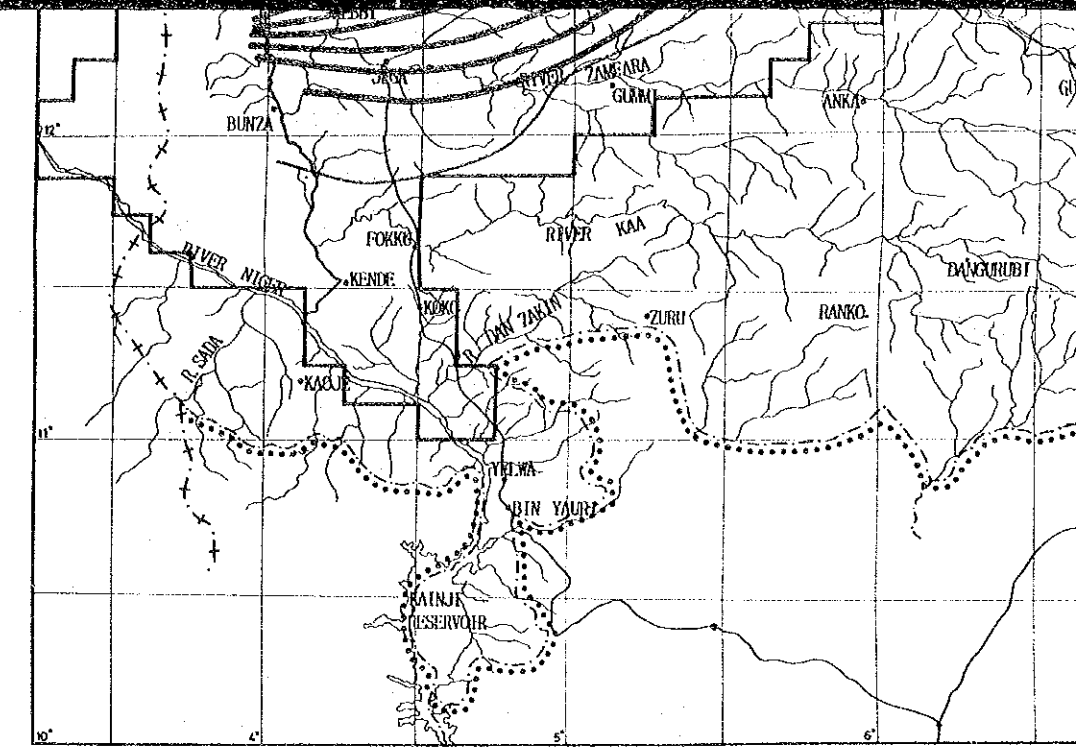 RIVER ZAMFARA
GUMMI
ANKA
BUNZA
12°
FOKKU
RIVER KAA
RIVER NIGER
KENDE
DANGURUBI
KOKO
R DAN ZAKIN
ZURU
RANKO
R. SADA
KAOJE
11°
YELWA
BIN YAURI
KAINJI
RESERVOIR
10°
4°
5°
6°